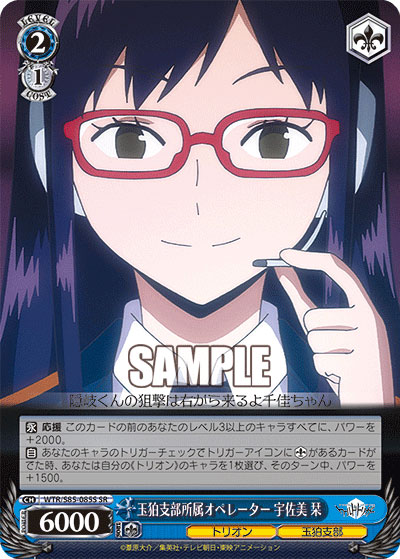 LEVEL
2
1
COST
SAMPLE
隠岐くんの狙撃は右から来るよ千佳ちゃん
永 応援 このカードの前のあなたのレベル3以上のキャラすべてに、パワーを
+2000。
自 あなたのキャラのトリガーチェックでトリガーアイコンに があるカードがで
た時、あなたは自分の《トリオン》のキャラを1枚選び、そのターン中、パワーを
+1500。
CH WTR/S85-085S SR
玉狛支部所属オペレーター 宇佐美 栞
POWER
6000
トリオン
玉狛支部
©葦原大介／集英社・テレビ朝日・東映アニメーション